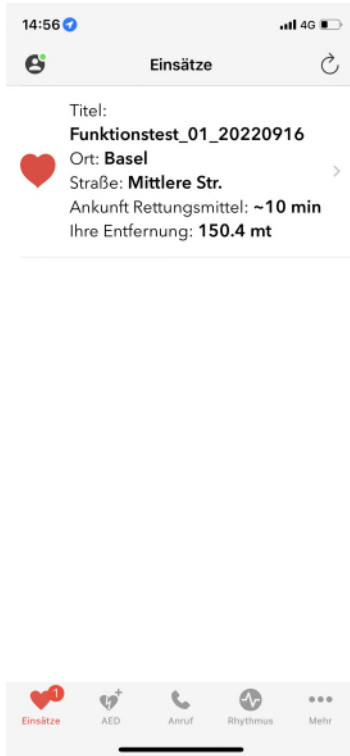 14:56 4G
Einsätze
Titel:
Funktionstest_01_20220916
Ort: Basel
Straße: Mittlere Str.
Ankunft Rettungsmittel: ~10 min
Ihre Entfernung: 150.4 mt
1
Einsätze AED Anruf Rhythmus Mehr